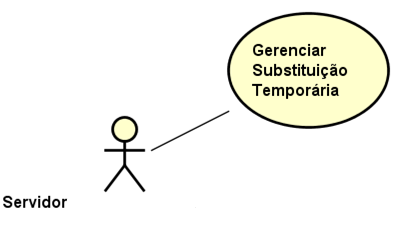 Gerenciar
Substituição
Temporária
Servidor